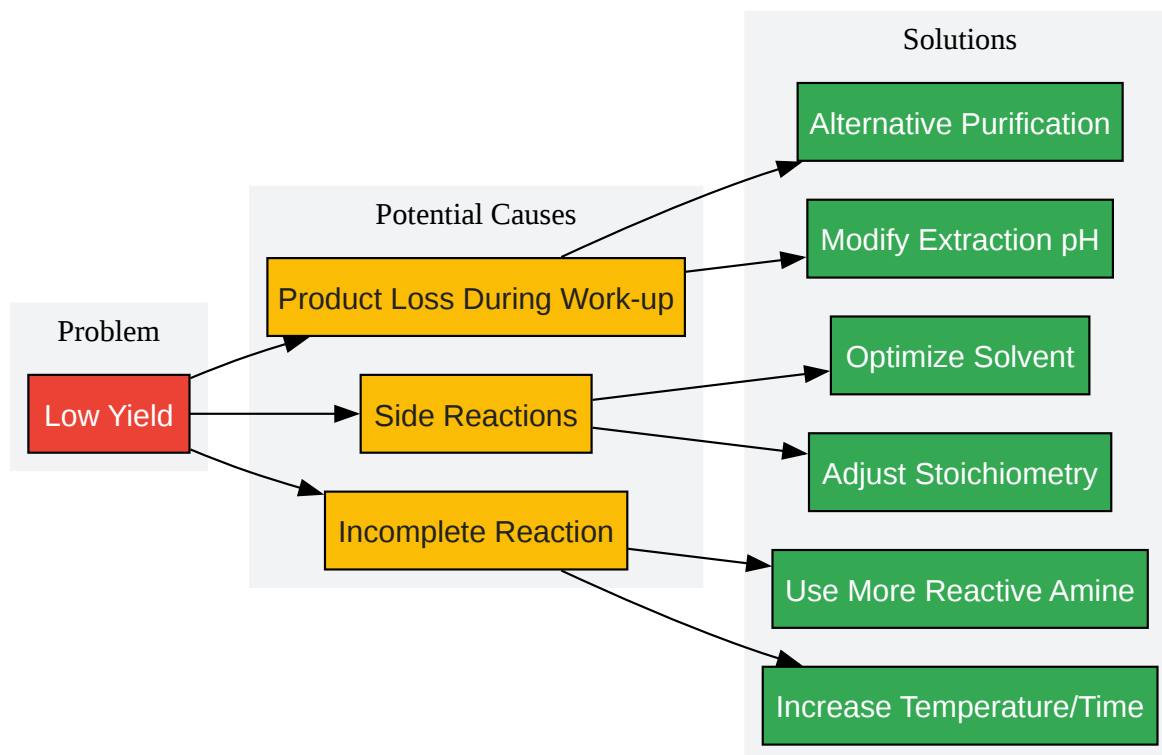 Problem
Low Yield
Potential Causes
Product Loss During Work-up
Side Reactions
Incomplete Reaction
Solutions
Alternative Purification
Modify Extraction pH
Optimize Solvent
Adjust Stoichiometry
Use More Reactive Amine
Increase Temperature/Time